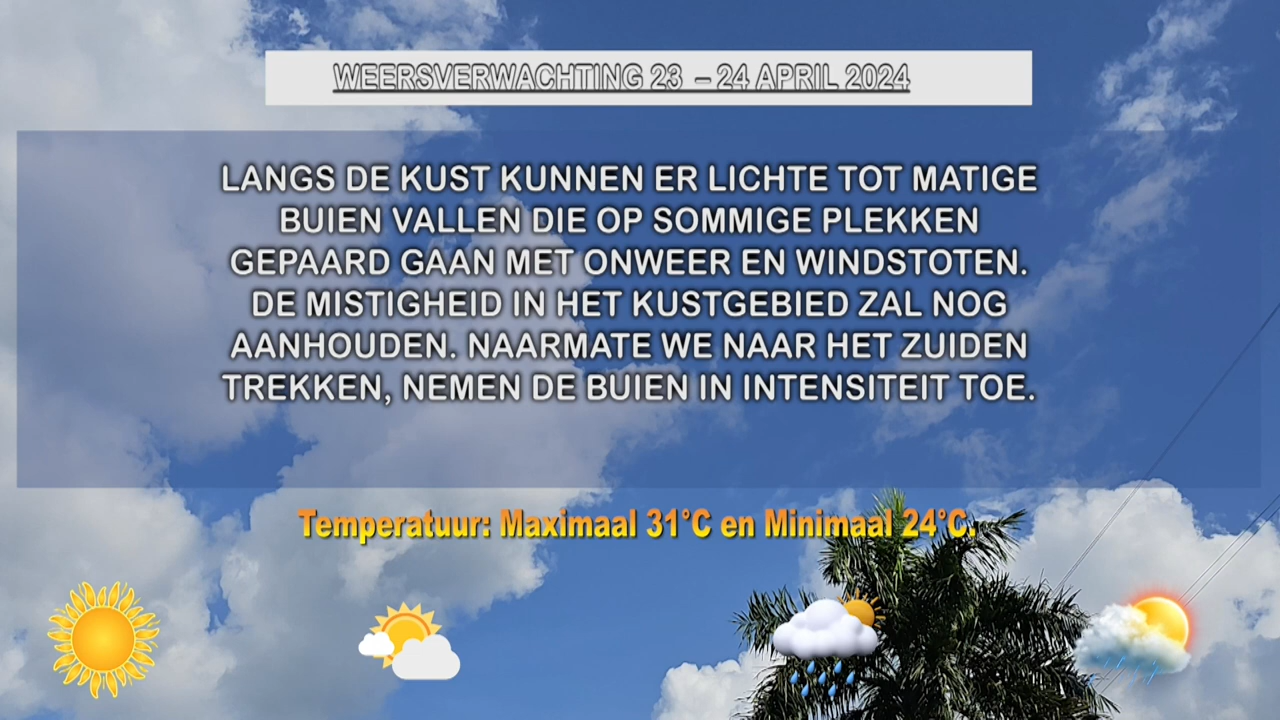 WEERSVERWACHTING 23 – 24 APRIL 2024
LANGS DE KUST KUNNEN ER LICHTE TOT MATIGE
BUIEN VALLEN DIE OP SOMMIGE PLEKKEN
GEPAARD GAAN MET ONWEER EN WINDSTOTEN.
DE MISTIGHEID IN HET KUSTGEBIED ZAL NOG
AANHOUDEN. NAARMATE WE NAAR HET ZUIDEN
TREKKEN, NEMEN DE BUIEN IN INTENSITEIT TOE.
Temperatuur: Maximaal 31°C en Minimaal 24°C.